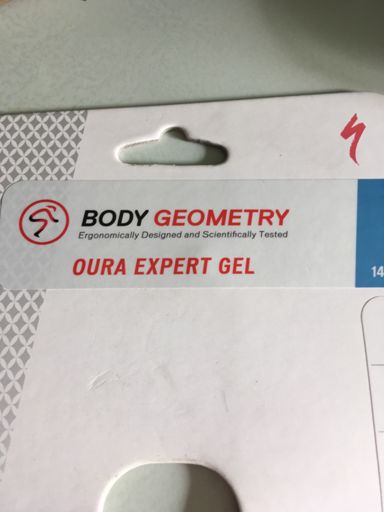 BODY GEOMETRY
Ergonomically Designed and Scientifically Tested
OURA EXPERT GEL
14